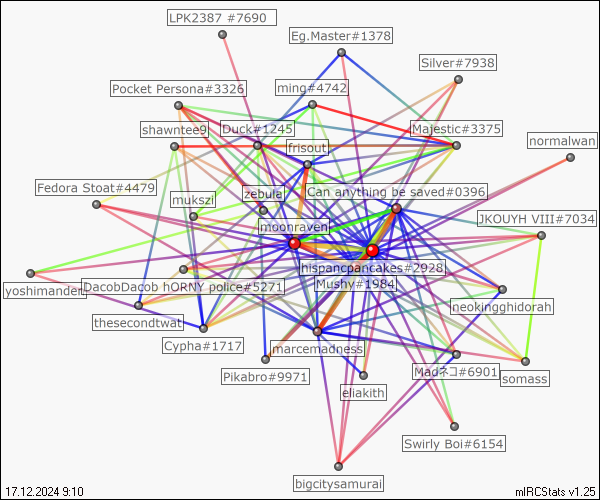 LPK2387 #7690
Eg.Master#1378
Silver#7938
Pocket Persona#3326
ming#4742
shawntee9
Duck#1245
Majestic#3375
frisout
normalwan
Fedora Stoat#4479
mukszi
zebula
Can anything be saved#0396
moonraven
JKOUYH VIII#7034
hispancpancakes#2928
yoshimanderu
DacobDacob hORNY police#5271
Mushy#1984
neokingghidorah
thesecondtwat
Cypha#1717
marcemadness
Pikabro#9971
Madネコ#6901
somass
eliakith
Swirly Boi#6154
bigcitysamurai
17.12.2024 9:10
mIRCStats v1.25